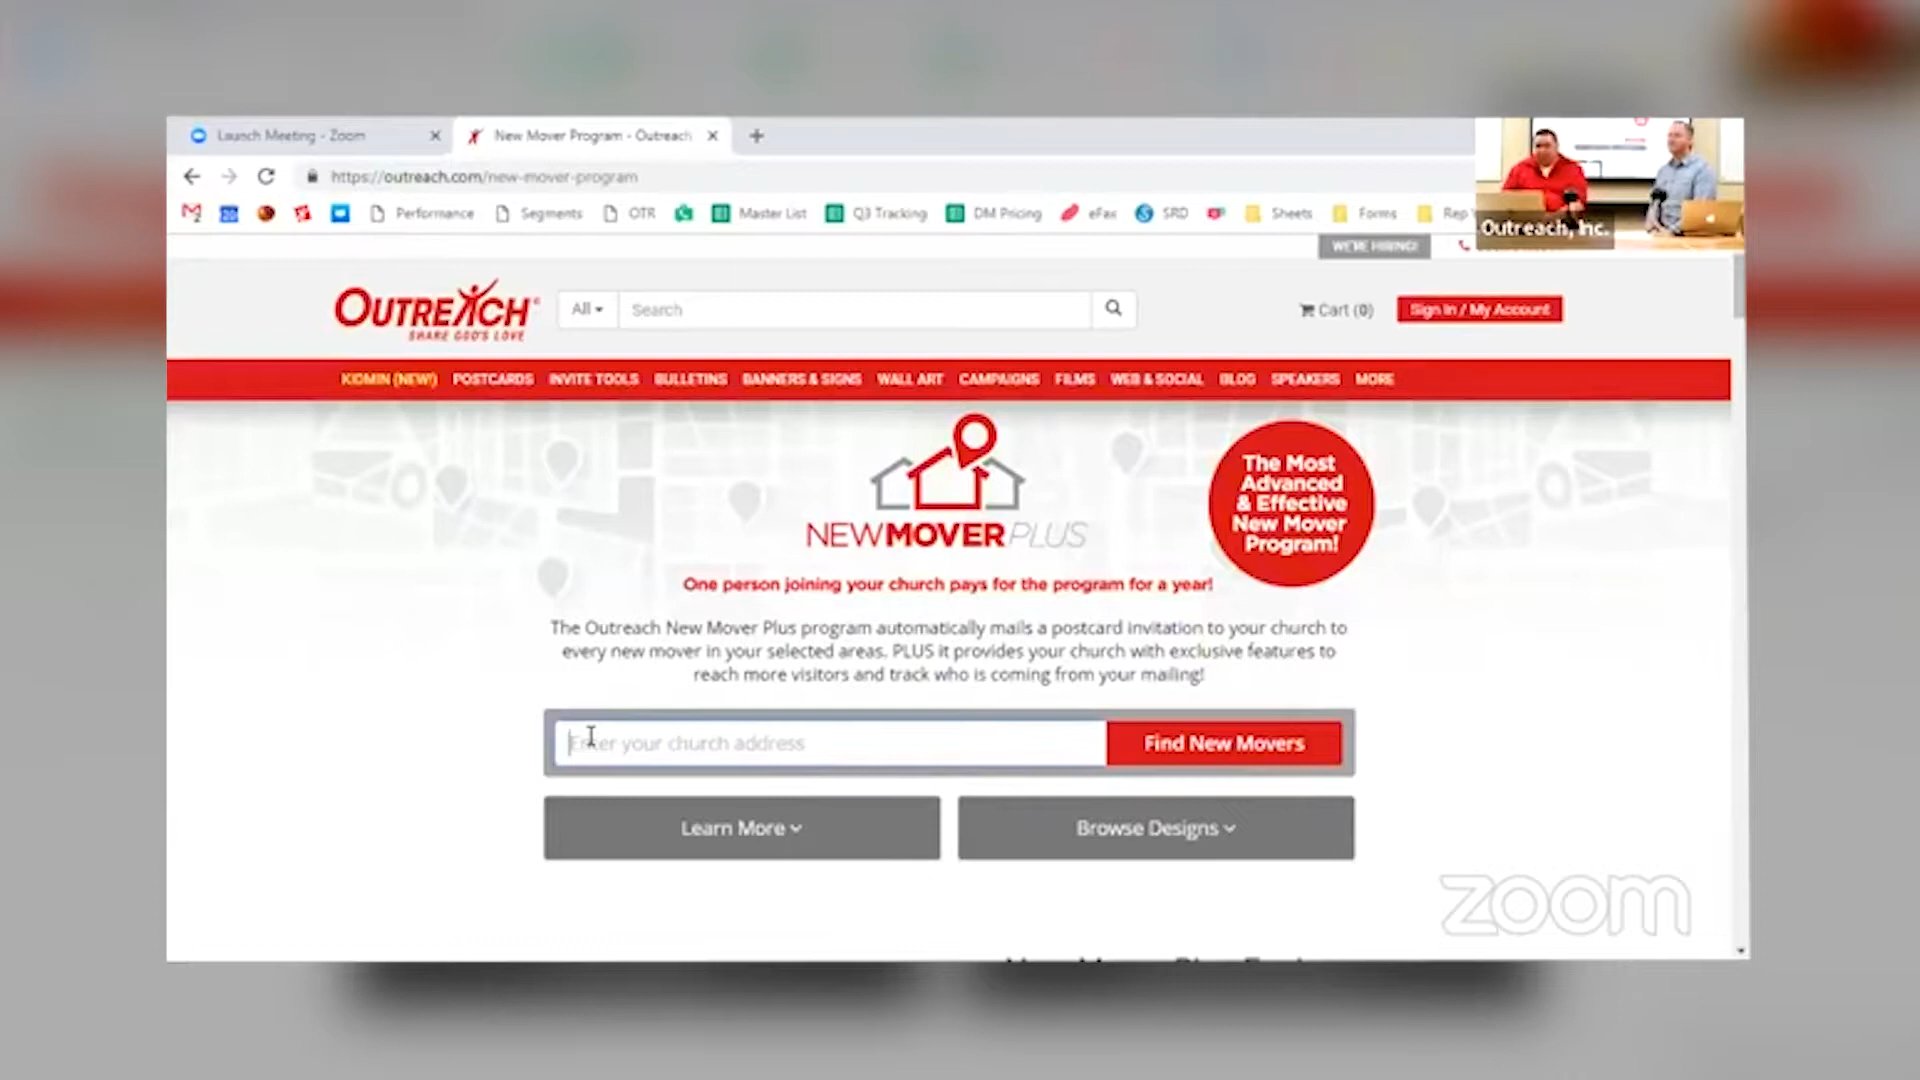 Launch Meeting - Zoom
New Mover Program - Outreach
https://outreach.com/new-mover-program
Performance
Segments
OTR
Master List
Q3 Tracking
DM Pricing
eFax
SRD
Sheets
Forms
Rep
Outreach, Inc.
WE'RE HIRING!
OUTREACH
SHARE GOD'S LOVE
All
Search
Cart (0)
Sign In / My Account
KIDMIN (NEW!) POSTCARDS INVITE TOOLS BULLETINS BANNERS & SIGNS WALL ART CAMPAIGNS FILMS WEB & SOCIAL BLOG SPEAKERS MORE
NEWMOVERPLUS
The Most
Advanced
& Effective
New Mover
Program!
One person joining your church pays for the program for a year!
The Outreach New Mover Plus program automatically mails a postcard invitation to your church to
every new mover in your selected areas. PLUS it provides your church with exclusive features to
reach more visitors and track who is coming from your mailing!
Enter your church address
Find New Movers
Learn More
Browse Designs
zoom